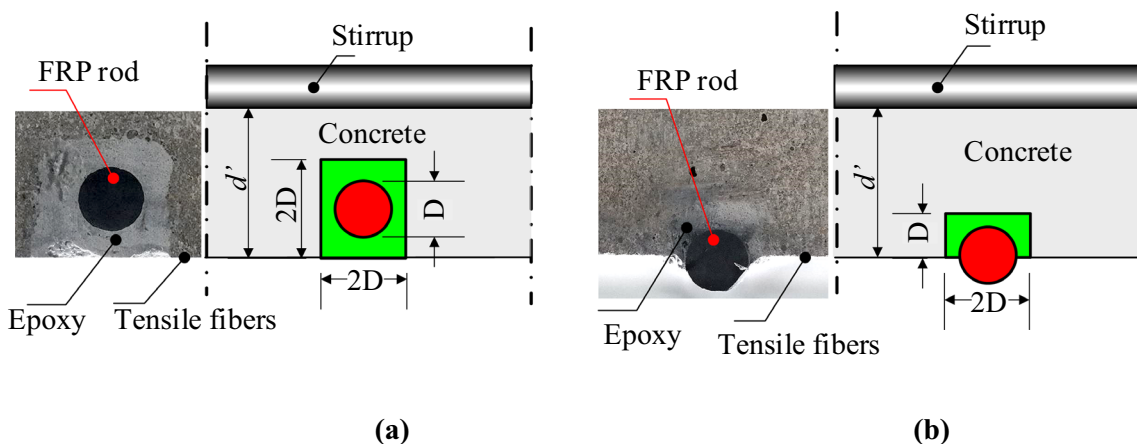 Stirrup
FRP rod
Concrete
d'
2D
D
2D
Epoxy
Tensile fibers
(a)
Stirrup
FRP rod
Concrete
d'
D
2D
Epoxy
Tensile fibers
(b)